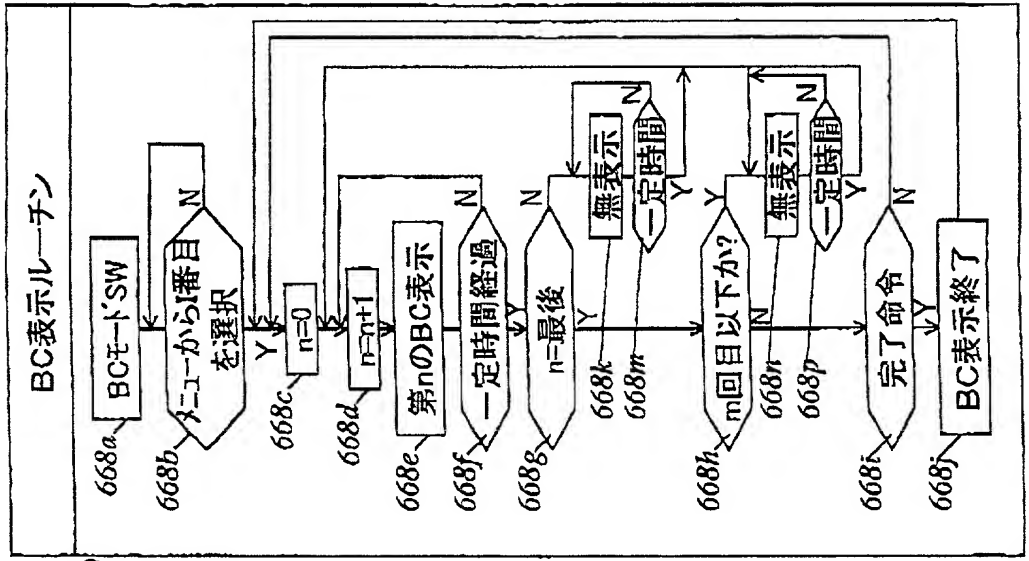 BC表示ルーチン
668a
BCモードSW
668b
メニューからI番目
を選択
N
Y
668c
n=0
668d
n=n+1
668e
第nのBC表示
668f
一定時間経過
N
Y
668g
n=最後
N
Y
668k
無表示
668m
一定時間
N
Y
668h
m回目以下か?
Y
N
668n
無表示
668p
一定時間
N
Y
668i
完了命令
N
Y
668j
BC表示終了